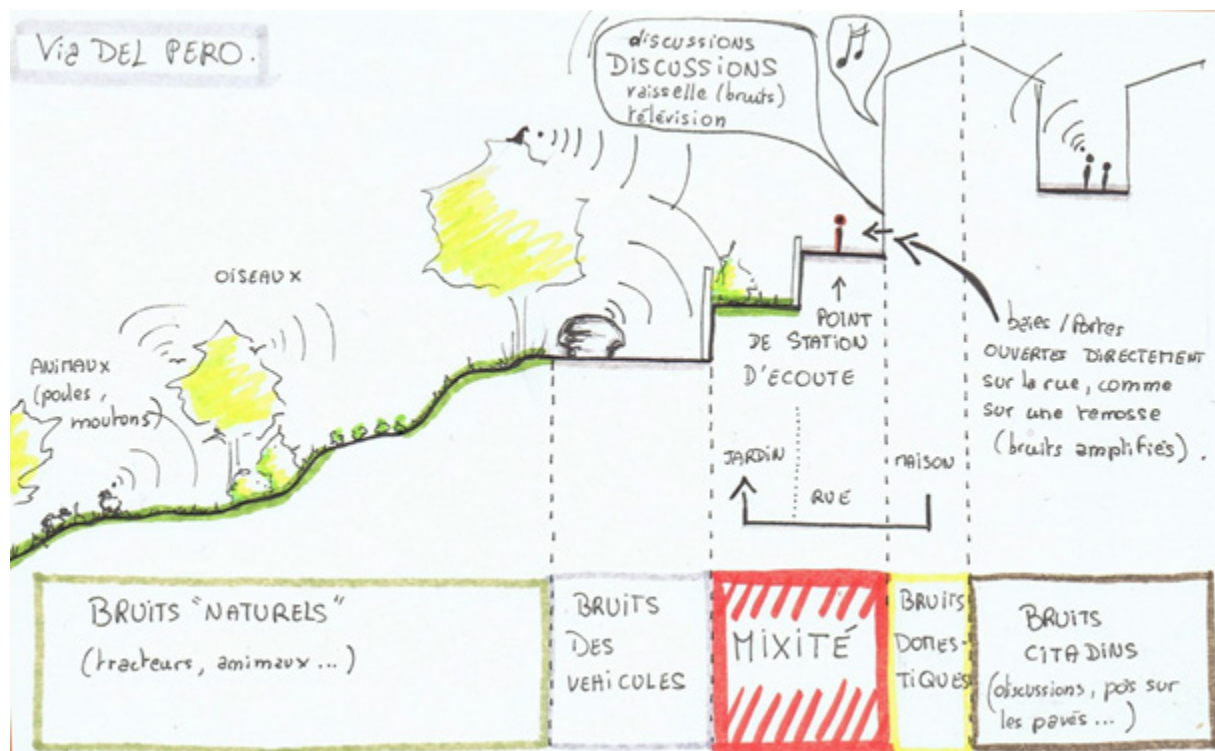 Via DEL PERO.
discussions
DISCUSSIONS
vaisselle (bruits)
télévision
OiSEAUX
ANiMAUX
(poules,
moutons)
POINT
DE STATION
D'ECOUTE
baies / Portes
OUVERTES DIRECTEMENT
sur la rue, comme
sur une terrasse
(bruits amplifiés).
JARDIN
RUE
MAISON
BRUITS "NATURELS"
(tracteurs, animaux ...)
BRUITS
DES
VEHICULES
MIXITÉ
BRUITS
DOMES-
TIQUES
BRUITS
CITADINS
(discussions, pas sur
les pavés ...)